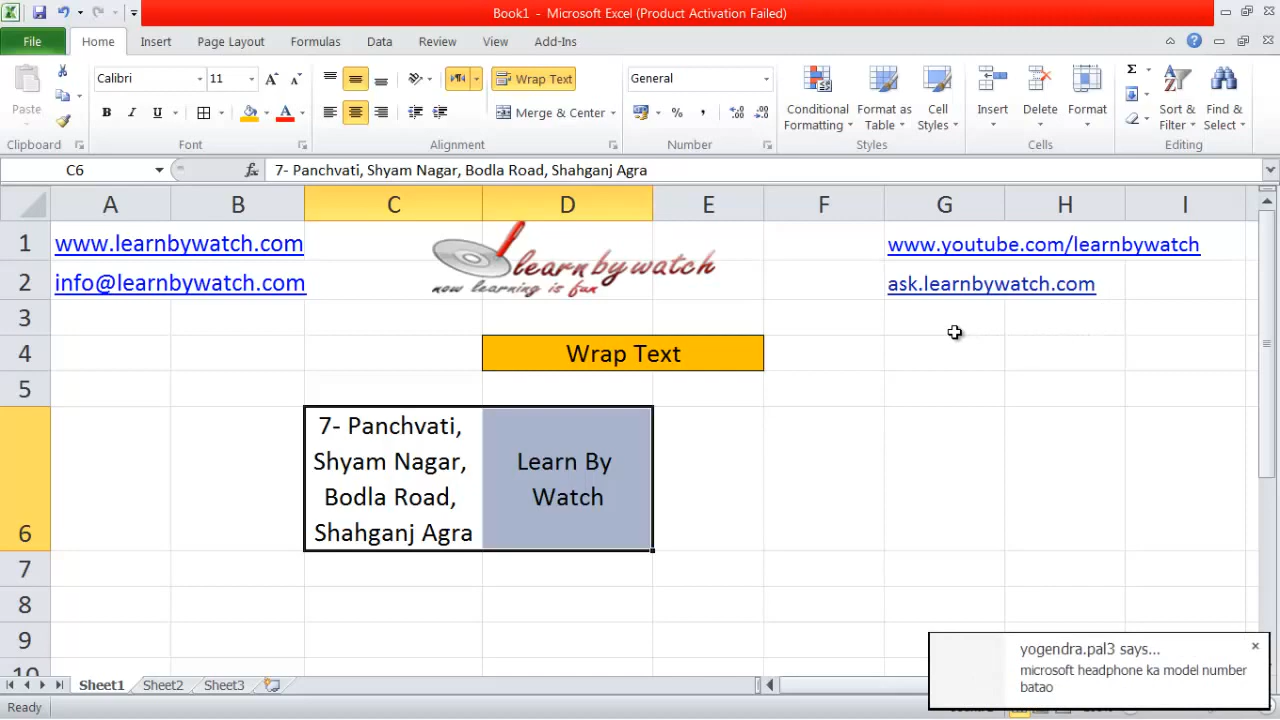 Book1 - Microsoft Excel (Product Activation Failed)
File Home Insert Page Layout Formulas Data Review View Add-Ins
Calibri 11 Wrap Text General
Paste Merge & Center Conditional Formatting Format as Table Cell Styles Insert Delete Format Sort & Filter Find & Select
Clipboard Font Alignment Number Styles Cells Editing
C6 fx 7- Panchvati, Shyam Nagar, Bodla Road, Shahganj Agra
A B C D E F G H I
1 www.learnbywatch.com learnbywatch www.youtube.com/learnbywatch
2 info@learnbywatch.com now learning is fun ask.learnbywatch.com
3
4 Wrap Text
5
7- Panchvati,
Shyam Nagar,
Bodla Road,
Shahganj Agra
Learn By
Watch
6
7
8
9
10
yogendra.pal3 says...
microsoft headphone ka model number
batao
Sheet1 Sheet2 Sheet3
Ready